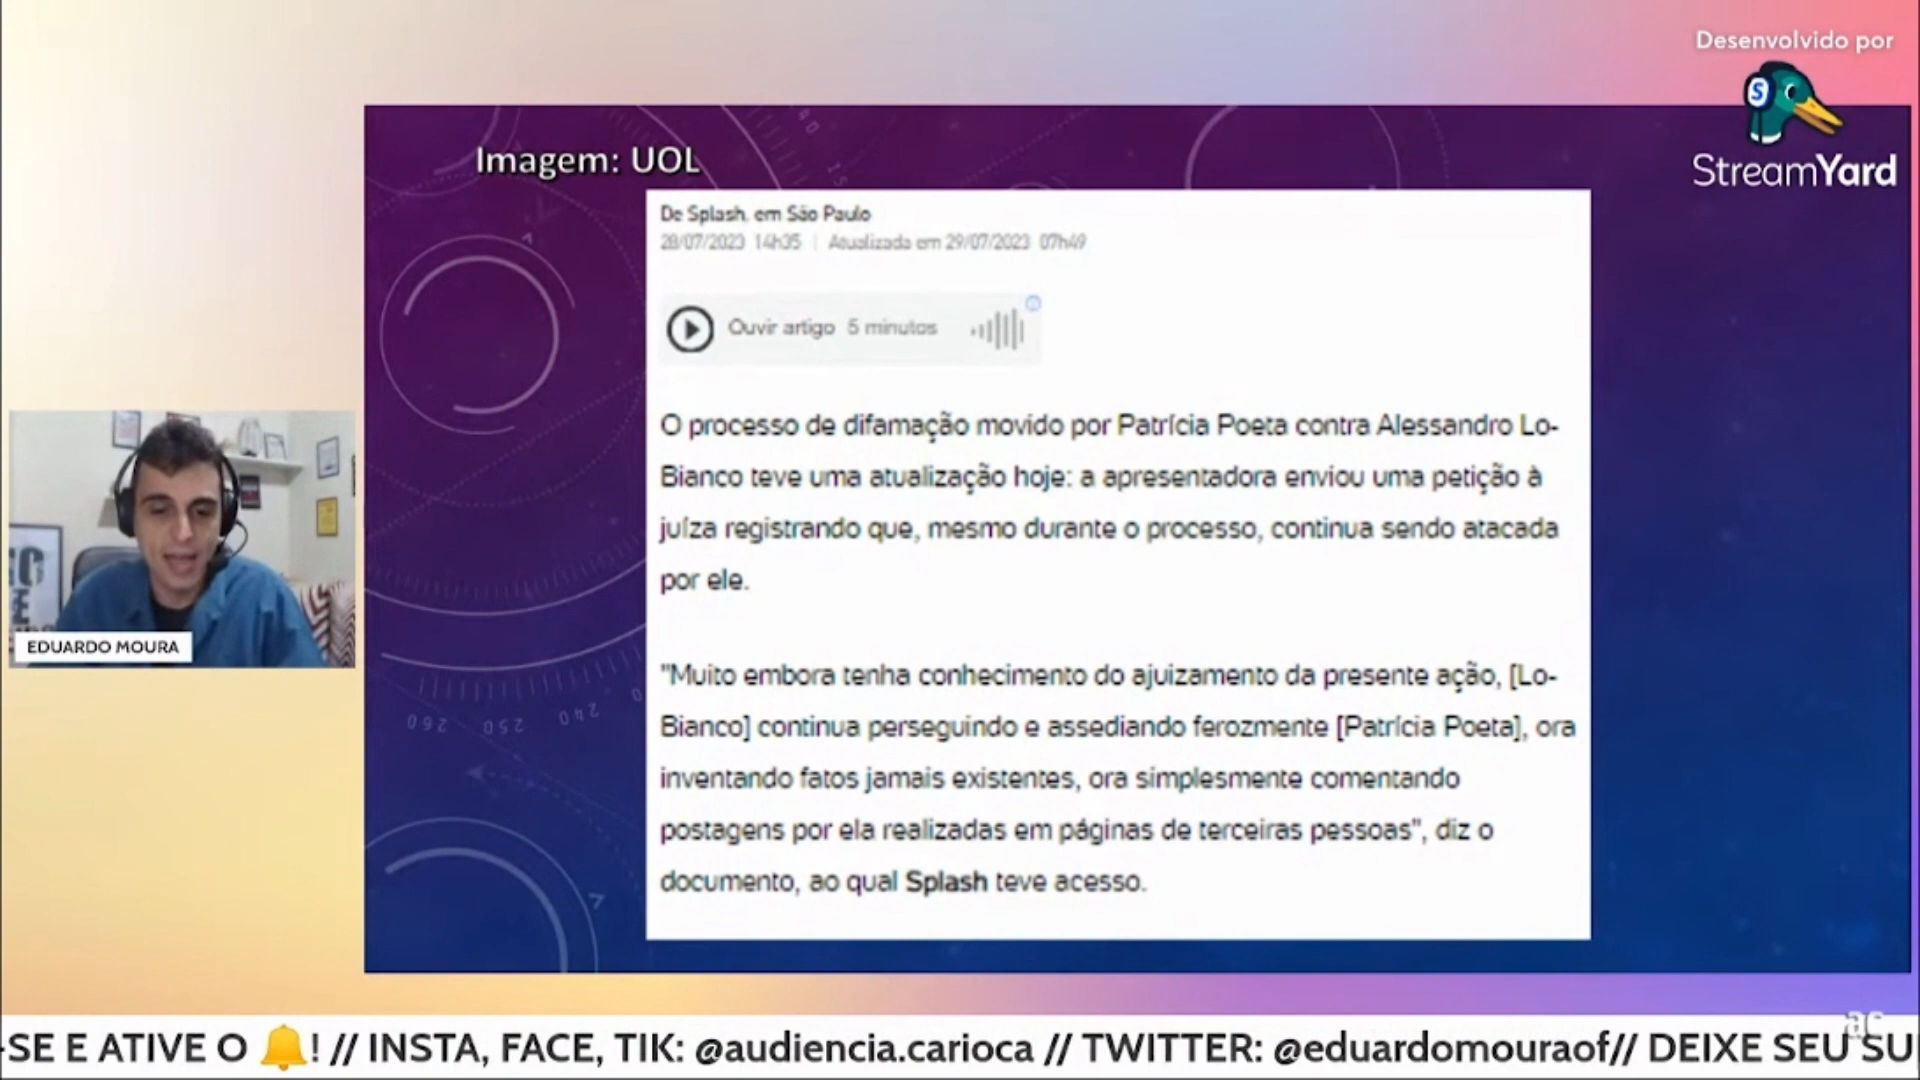 Desenvolvido por
S
StreamYard
Imagem: UOL
De Splash, em São Paulo
28/07/2023 14h35 | Atualizada em 29/07/2023 07h49
Ouvir artigo 5 minutos
O processo de difamação movido por Patrícia Poeta contra Alessandro Lo-
Bianco teve uma atualização hoje: a apresentadora enviou uma petição à
juíza registrando que, mesmo durante o processo, continua sendo atacada
por ele.
"Muito embora tenha conhecimento do ajuizamento da presente ação, [Lo-
Bianco] continua perseguindo e assediando ferozmente [Patrícia Poeta], ora
inventando fatos jamais existentes, ora simplesmente comentando
postagens por ela realizadas em páginas de terceiras pessoas", diz o
documento, ao qual Splash teve acesso.
EDUARDO MOURA
260 250 240
ac
-SE E ATIVE O 🔔! // INSTA, FACE, TIK: @audiencia.carioca // TWITTER: @eduardomouraof// DEIXE SEU SU